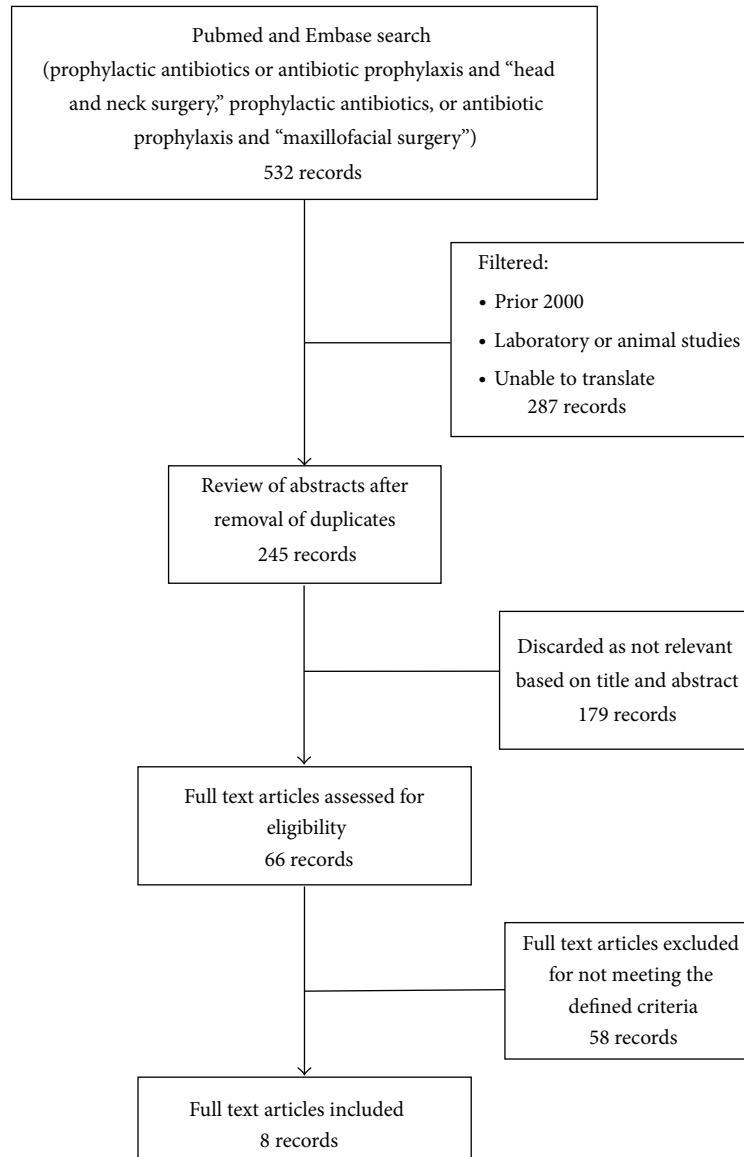 Pubmed and Embase search
(prophylactic antibiotics or antibiotic prophylaxis and “head
and neck surgery,” prophylactic antibiotics, or antibiotic
prophylaxis and “maxillofacial surgery”)
532 records
Filtered:
• Prior 2000
• Laboratory or animal studies
• Unable to translate
287 records
Review of abstracts after
removal of duplicates
245 records
Discarded as not relevant
based on title and abstract
179 records
Full text articles assessed for
eligibility
66 records
Full text articles excluded
for not meeting the
defined criteria
58 records
Full text articles included
8 records